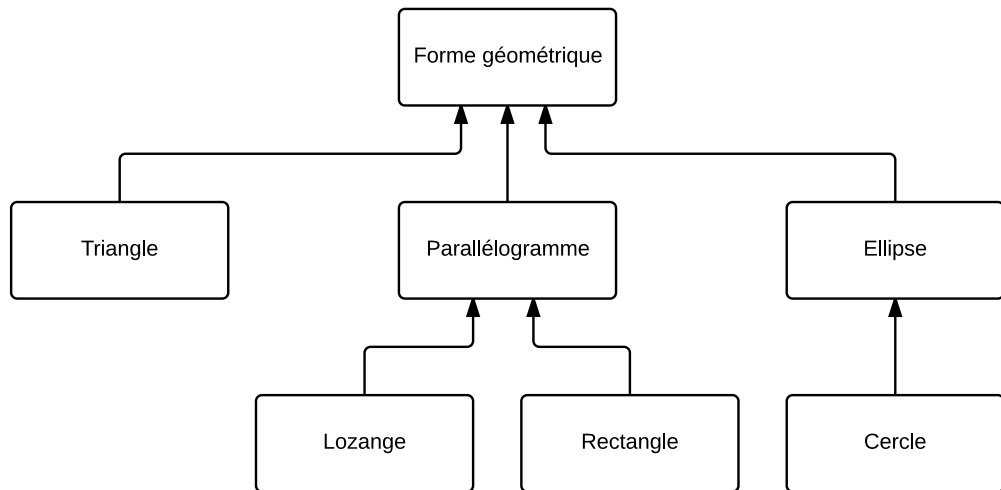 Forme géométrique
Triangle
Parallélogramme
Ellipse
Lozange
Rectangle
Cercle